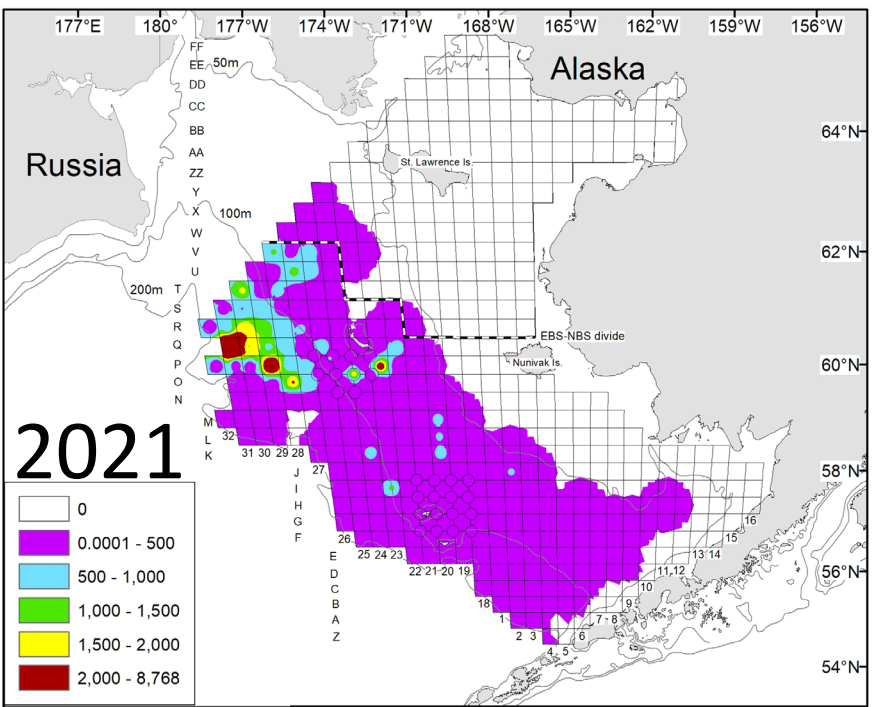 177°E 180° 177°W 174°W 171°W 168°W 165°W 162°W 159°W 156°W
FF
EE 50m
Alaska
DD
CC
BB
64°N
AA
Russia
St. Lawrence Is.
ZZ
Y
X 100m
W
V
62°N
U
200m T
S
R
EBS-NBS divide
Q
P
Nunivak Is.
60°N
O
N
M
L
K
32 31 30 29 28 27
2021
58°N
J
I
H
G
F
26 25 24 23
22 21 20 19
18
1 2 3 4 5 6 7 8 9 10 11 12 13 14 15 16
E
D
C
B
A
Z
56°N
54°N
0
0.0001 - 500
500 - 1,000
1,000 - 1,500
1,500 - 2,000
2,000 - 8,768